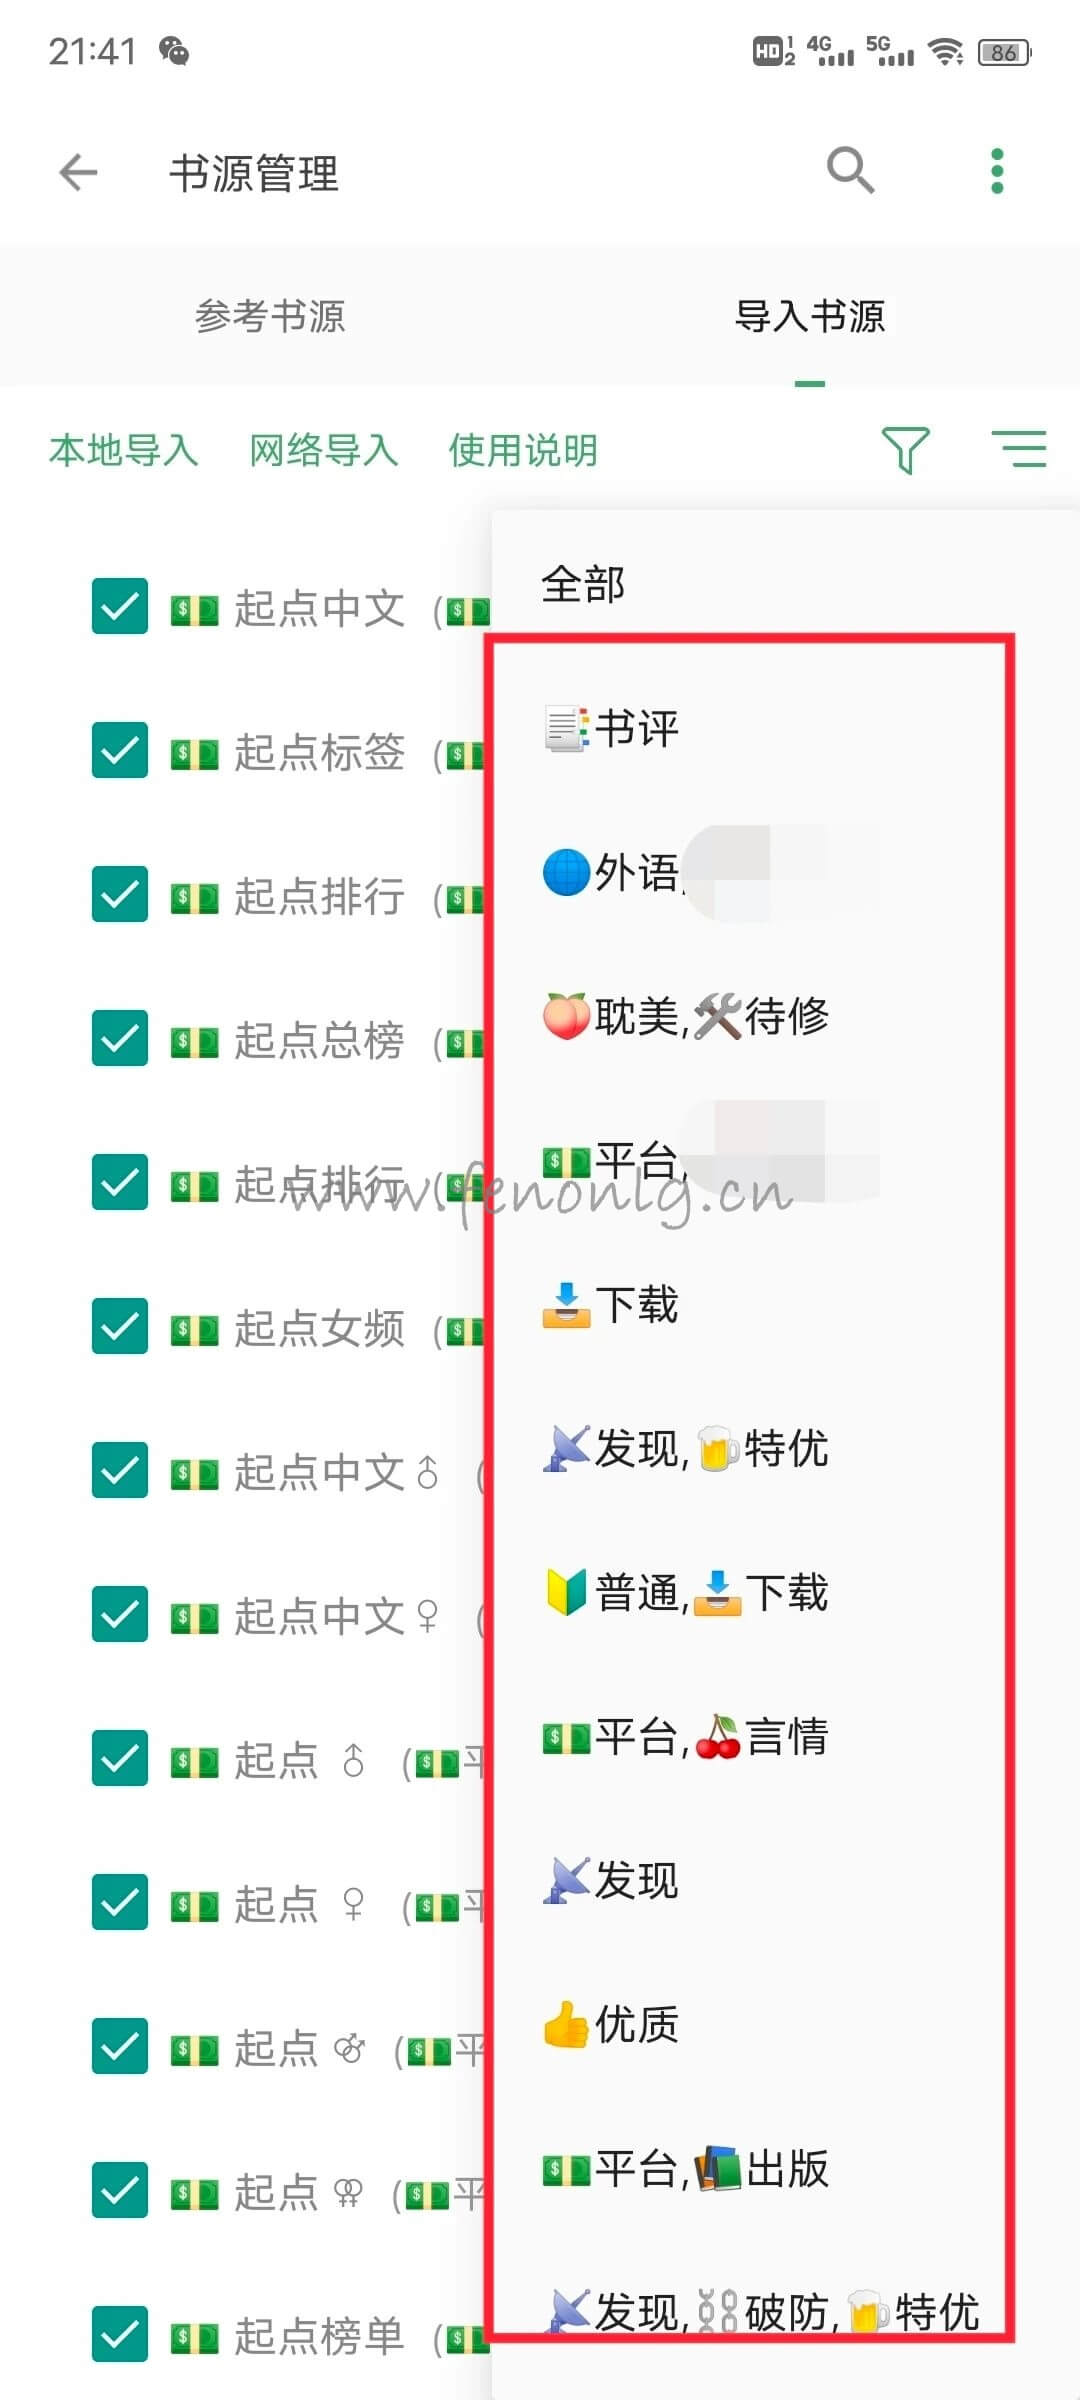 21:41 HD 1 2 4G 5G 86
书源管理
参考书源 导入书源
本地导入 网络导入 使用说明
全部
💵 起点中文 (💵
📑书评
💵 起点标签 (💵
🌐外语,
💵 起点排行 (💵
🍑耽美,🛠待修
💵 起点总榜 (💵
💵平台,
💵 起点排行 (💵
www.fenonlg.cn
📥下载
💵 起点女频 (💵
📡发现,🍺特优
💵 起点中文♂ (
🔰普通,📥下载
💵 起点中文♀ (
💵平台,🍒言情
💵 起点 ♂ (💵平
📡发现
💵 起点 ♀ (💵平
👍优质
💵 起点 ⚣ (💵平
💵平台,📚出版
💵 起点 ⚢ (💵平
📡发现,⛓破防,🍺特优
💵 起点榜单 (💵